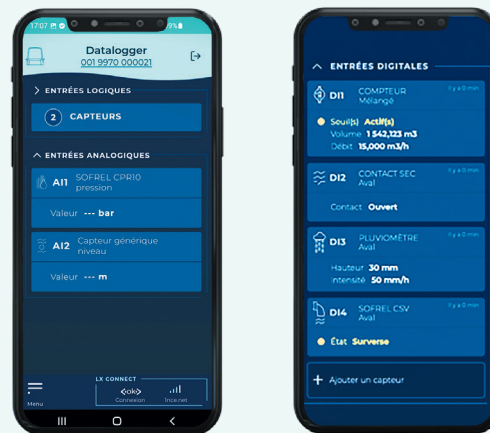 17:07
9%
Datalogger
001 9970 000021
ENTRÉES LOGIQUES
2 CAPTEURS
ENTRÉES ANALOGIQUES
AI1 SOFREL CPR10
pression
Valeur --- bar
AI2 Capteur générique
niveau
Valeur --- m
LX CONNECT
Menu
ok
Connexion
ENTRÉES DIGITALES
DI1 COMPTEUR Il y a 0 min
Mélangé
Seuil(s) Actif(s)
Volume 1 542,123 m3
Débit 15,000 m3/h
DI2 CONTACT SEC Il y a 0 min
Aval
Contact Ouvert
DI3 PLUVIOMÈTRE Il y a 0 min
Aval
Hauteur 30 mm
Intensité 50 mm/h
DI4 SOFREL CSV Il y a 0 min
Aval
État Surverse
+ Ajouter un capteur